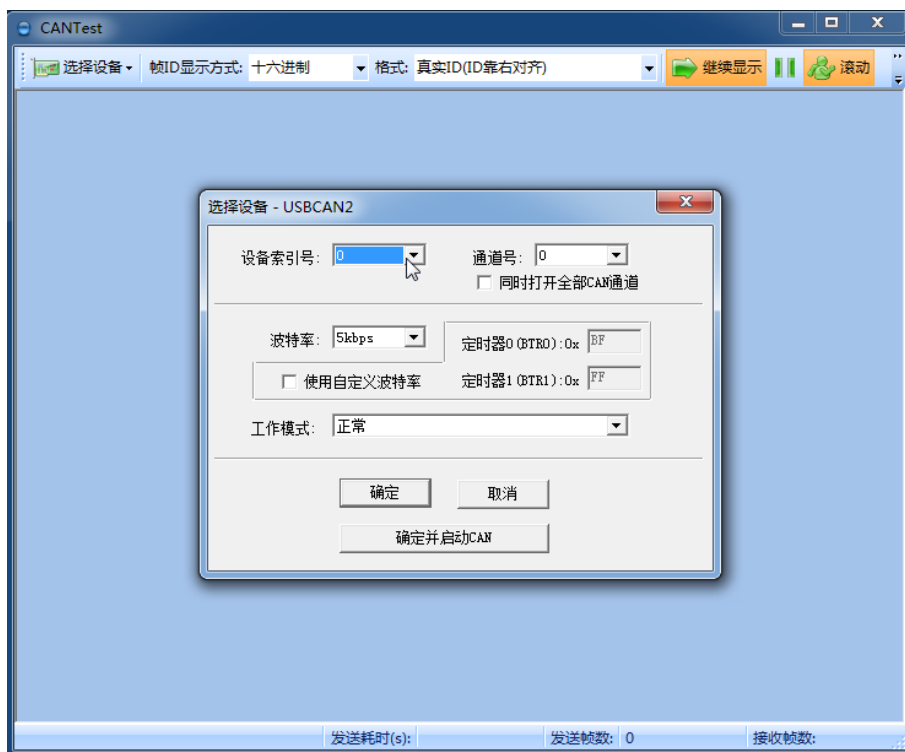 CANTest
选择设备 帧ID显示方式: 十六进制 格式: 真实ID(ID靠右对齐) 继续显示 滚动
选择设备 - USBCAN2
设备索引号: 0 通道号: 0
同时打开全部CAN通道
波特率: 5kbps 定时器0(BTR0):0x BF
使用自定义波特率 定时器1(BTR1):0x FF
工作模式: 正常
确定 取消
确定并启动CAN
发送耗时(s): 发送帧数: 0 接收帧数: